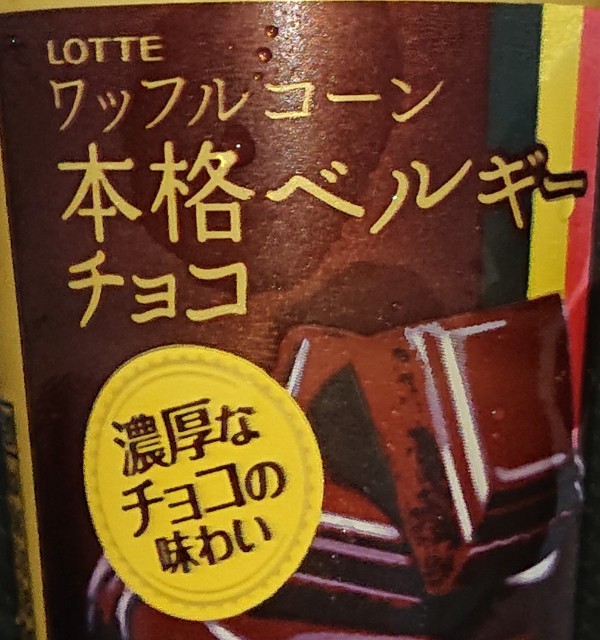 LOTTE
ワッフル コーン
本格ベルギー
チョコ
濃厚な
チョコの
味わい